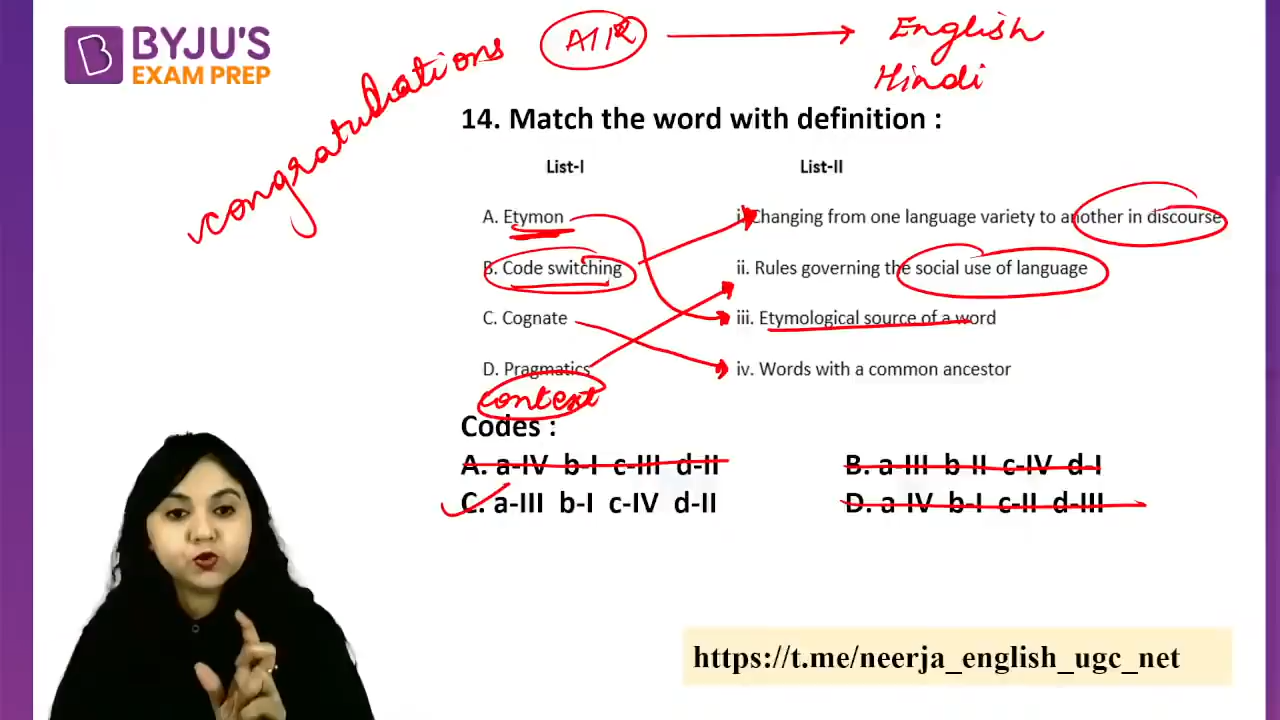 BYJU'S
EXAM PREP
congratulations
AIR
English
Hindi
14. Match the word with definition :
List-I List-II
A. Etymon i. Changing from one language variety to another in discourse
B. Code switching ii. Rules governing the social use of language
C. Cognate iii. Etymological source of a word
D. Pragmatics iv. Words with a common ancestor
context
Codes :
A. a-IV b-I c-III d-II B. a-III b-II c-IV d-I
C. a-III b-I c-IV d-II D. a-IV b-I c-II d-III
https://t.me/neerja_english_ugc_net